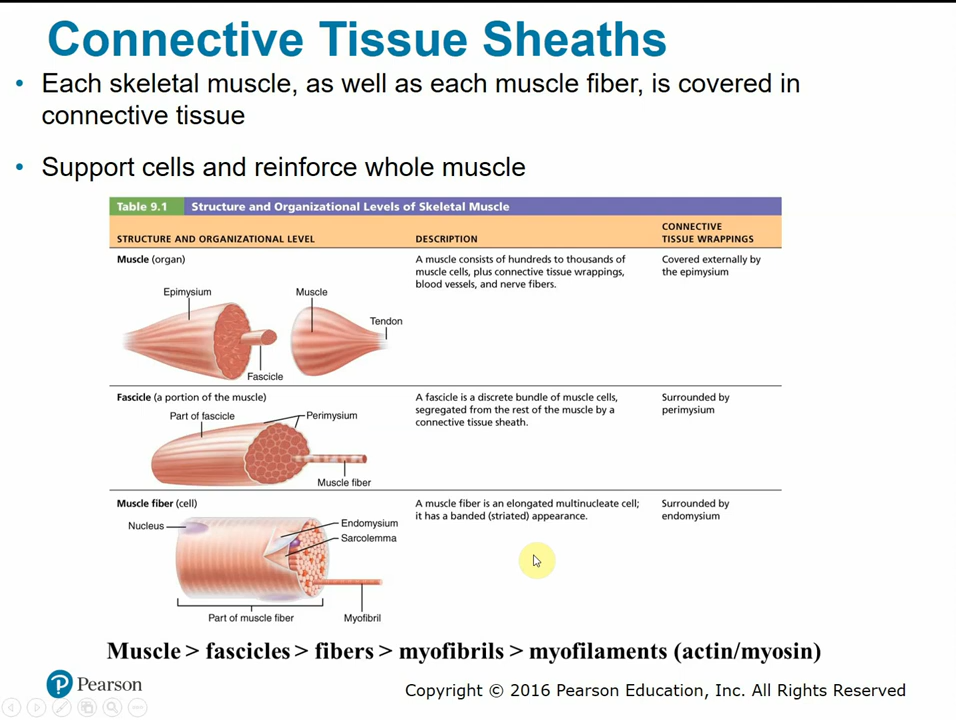 Connective Tissue Sheaths
• Each skeletal muscle, as well as each muscle fiber, is covered in
connective tissue
• Support cells and reinforce whole muscle
Table 9.1 Structure and Organizational Levels of Skeletal Muscle
STRUCTURE AND ORGANIZATIONAL LEVEL
DESCRIPTION
CONNECTIVE
TISSUE WRAPPINGS
Muscle (organ)
Epimysium
Muscle
Tendon
Fascicle
A muscle consists of hundreds to thousands of
muscle cells, plus connective tissue wrappings,
blood vessels, and nerve fibers.
Covered externally by
the epimysium
Fascicle (a portion of the muscle)
Part of fascicle
Perimysium
Muscle fiber
A fascicle is a discrete bundle of muscle cells,
segregated from the rest of the muscle by a
connective tissue sheath.
Surrounded by
perimysium
Muscle fiber (cell)
Nucleus
Endomysium
Sarcolemma
Part of muscle fiber
Myofibril
A muscle fiber is an elongated multinucleate cell;
it has a banded (striated) appearance.
Surrounded by
endomysium
Muscle > fascicles > fibers > myofibrils > myofilaments (actin/myosin)
Pearson
Copyright © 2016 Pearson Education, Inc. All Rights Reserved